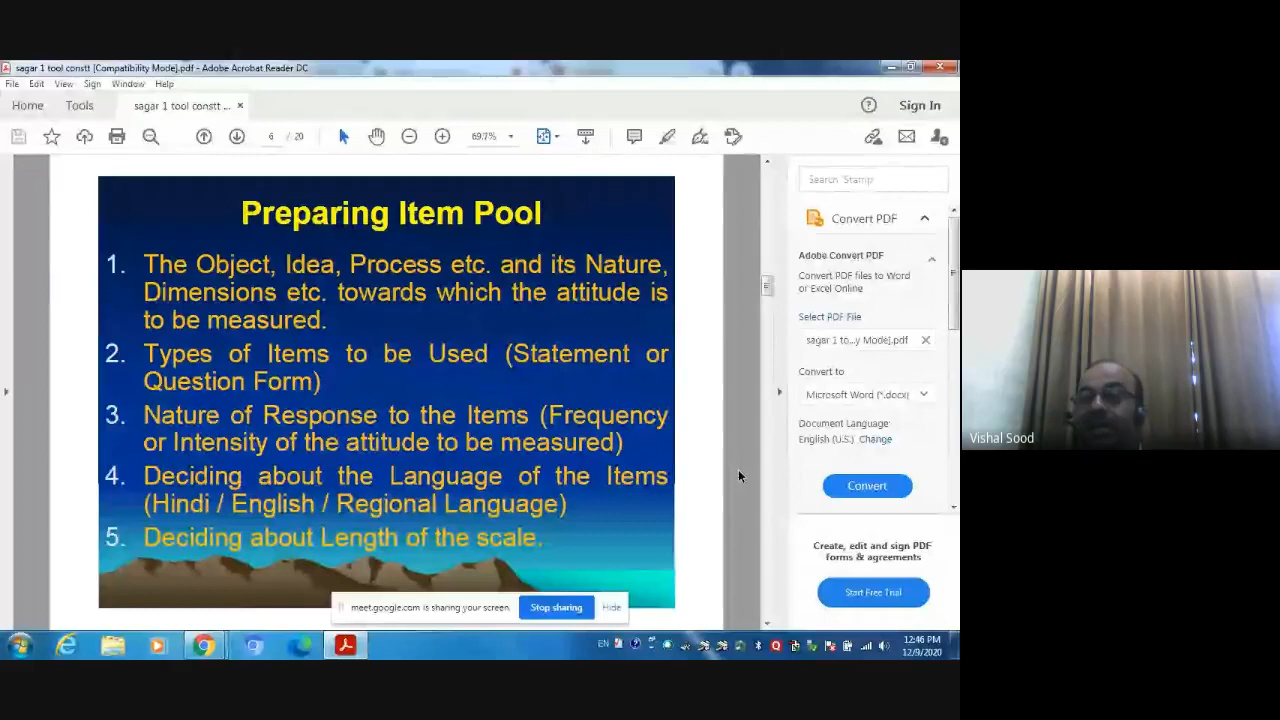 sagar 1 tool constt [Compatibility Mode].pdf - Adobe Acrobat Reader DC
File Edit View Sign Window Help
Home Tools sagar 1 tool constt ... × Sign In
6 / 20 69.7%
Preparing Item Pool
1. The Object, Idea, Process etc. and its Nature,
Dimensions etc. towards which the attitude is
to be measured.
2. Types of Items to be Used (Statement or
Question Form)
3. Nature of Response to the Items (Frequency
or Intensity of the attitude to be measured)
4. Deciding about the Language of the Items
(Hindi / English / Regional Language)
5. Deciding about Length of the scale.
Search 'Stamp'
Convert PDF
Adobe Convert PDF
Convert PDF files to Word
or Excel Online
Select PDF File
sagar 1 to...y Mode].pdf
Convert to
Microsoft Word (*.docx)
Document Language:
English (U.S.) Change
Convert
Create, edit and sign PDF
forms & agreements
Start Free Trial
meet.google.com is sharing your screen. Stop sharing Hide
EN
12:46 PM
12/9/2020
Vishal Sood